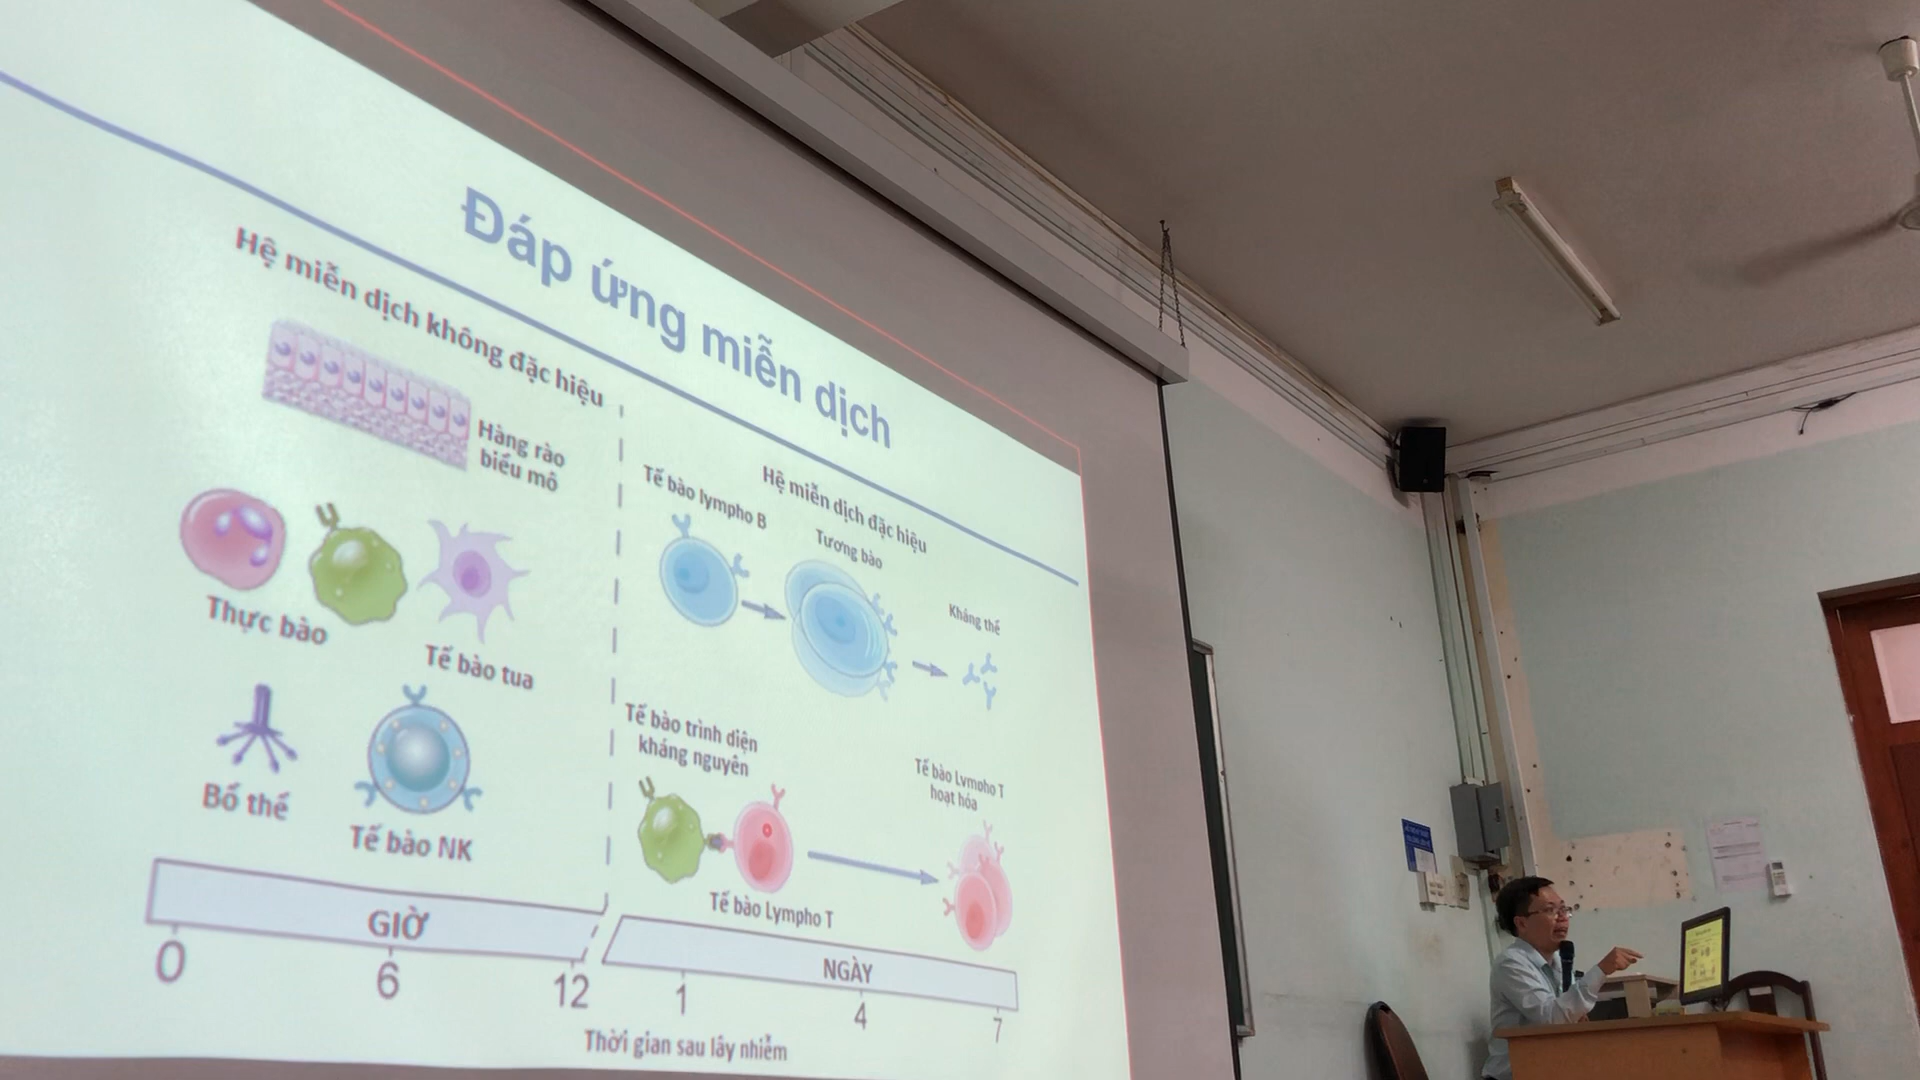 Đáp ứng miễn dịch
Hệ miễn dịch không đặc hiệu
Hàng rào
biểu mô
Thực bào
Tế bào tua
Bổ thể
Tế bào NK
Hệ miễn dịch đặc hiệu
Tế bào lympho B
Tương bào
Kháng thể
Tế bào trình diện
kháng nguyên
Tế bào Lympho T
Tế bào Lympho T
hoạt hóa
GIỜ
0 6 12
NGÀY
1 4 7
Thời gian sau lây nhiễm